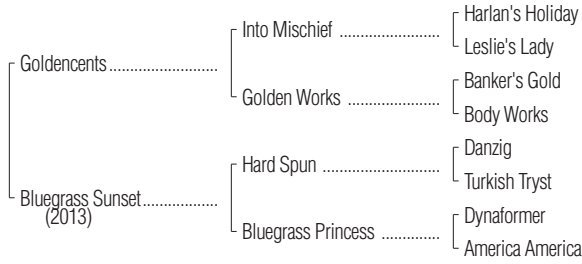 Harlan's Holiday
Into Mischief
Leslie's Lady
Goldencents
Banker's Gold
Golden Works
Body Works
Danzig
Hard Spun
Turkish Tryst
Bluegrass Sunset
(2013)
Dynaformer
Bluegrass Princess
America America